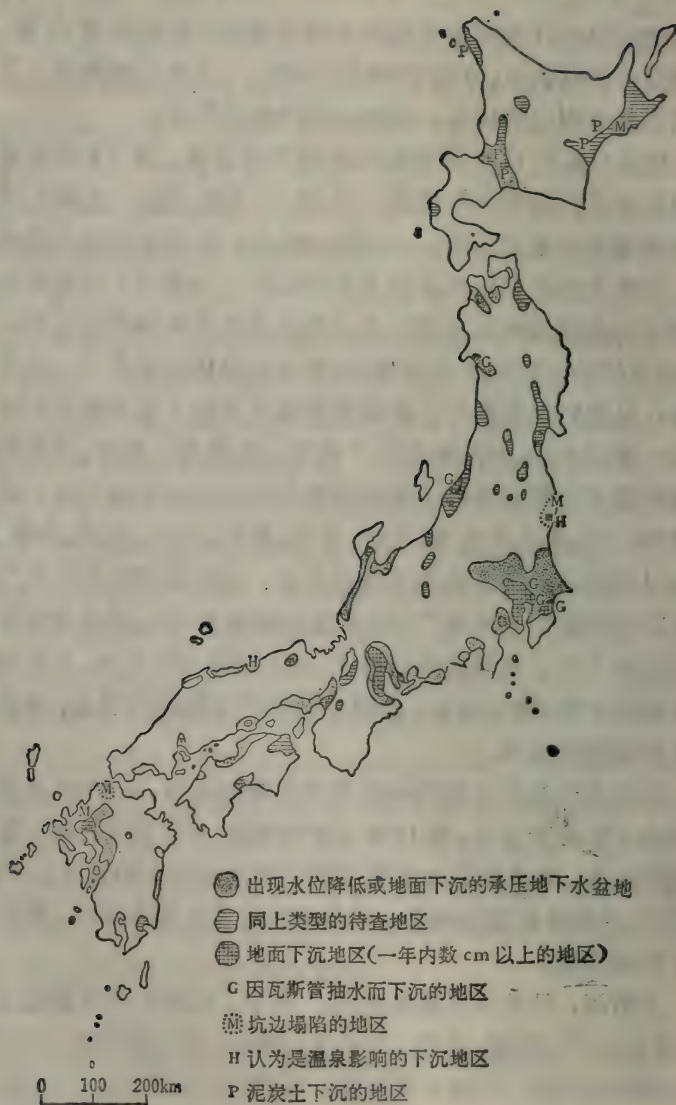 P
P
M
P
P
G
G
M
H
G
G
G
H
M
M
出现水位降低或地面下沉的承压地下水盆地
同上类型的待查地区
地面下沉地区(一年内数cm以上的地区)
G 因瓦斯管抽水而下沉的地区
M 坑边塌陷的地区
H 认为是温泉影响的下沉地区
P 泥炭土下沉的地区
0 100 200km